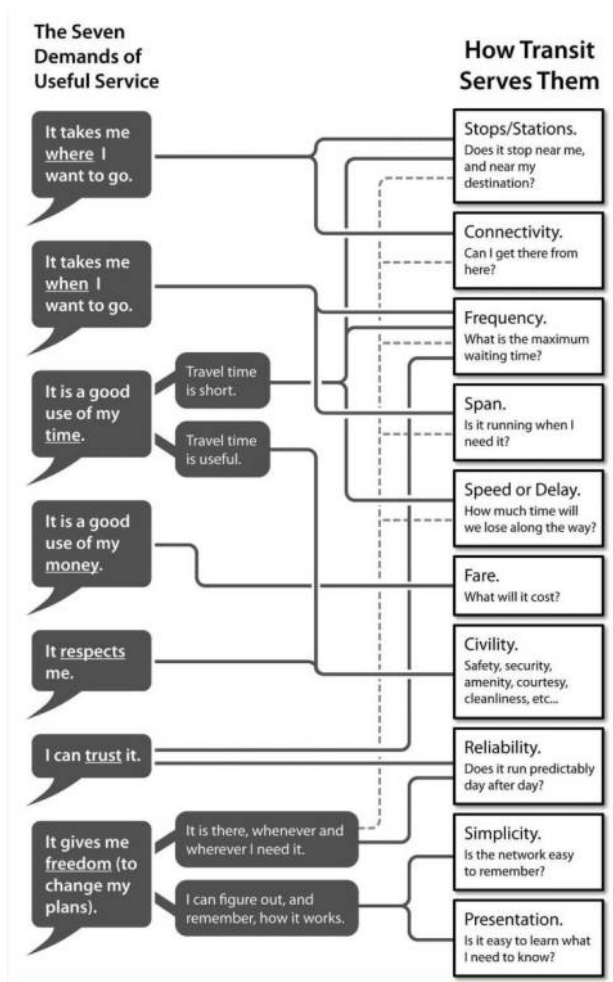 The Seven
Demands of
Useful Service
It takes me
where I
want to go.
It takes me
when I
want to go.
It is a good
use of my
time.
Travel time
is short.
Travel time
is useful.
It is a good
use of my
money.
It respects
me.
I can trust it.
It gives me
freedom (to
change my
plans).
It is there, whenever and
wherever I need it.
I can figure out, and
remember, how it works.
How Transit
Serves Them
Stops/Stations.
Does it stop near me,
and near my
destination?
Connectivity.
Can I get there from
here?
Frequency.
What is the maximum
waiting time?
Span.
Is it running when I
need it?
Speed or Delay.
How much time will
we lose along the way?
Fare.
What will it cost?
Civility.
Safety, security,
amenity, courtesy,
cleanliness, etc...
Reliability.
Does it run predictably
day after day?
Simplicity.
Is the network easy
to remember?
Presentation.
Is it easy to learn what
I need to know?